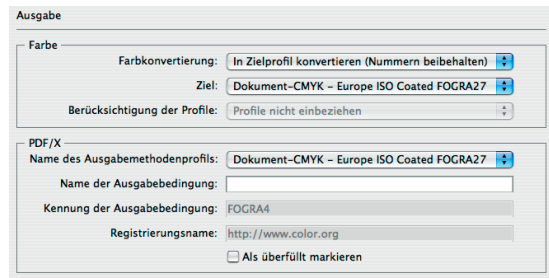 Ausgabe
Farbe
Farbkonvertierung: In Zielprofil konvertieren (Nummern beibehalten)
Ziel: Dokument-CMYK – Europe ISO Coated FOGRA27
Berücksichtigung der Profile: Profile nicht einbeziehen
PDF/X
Name des Ausgabemethodenprofils: Dokument-CMYK – Europe ISO Coated FOGRA27
Name der Ausgabebedingung:
Kennung der Ausgabebedingung: FOGRA4
Registrierungsname: http://www.color.org
Als überfüllt markieren